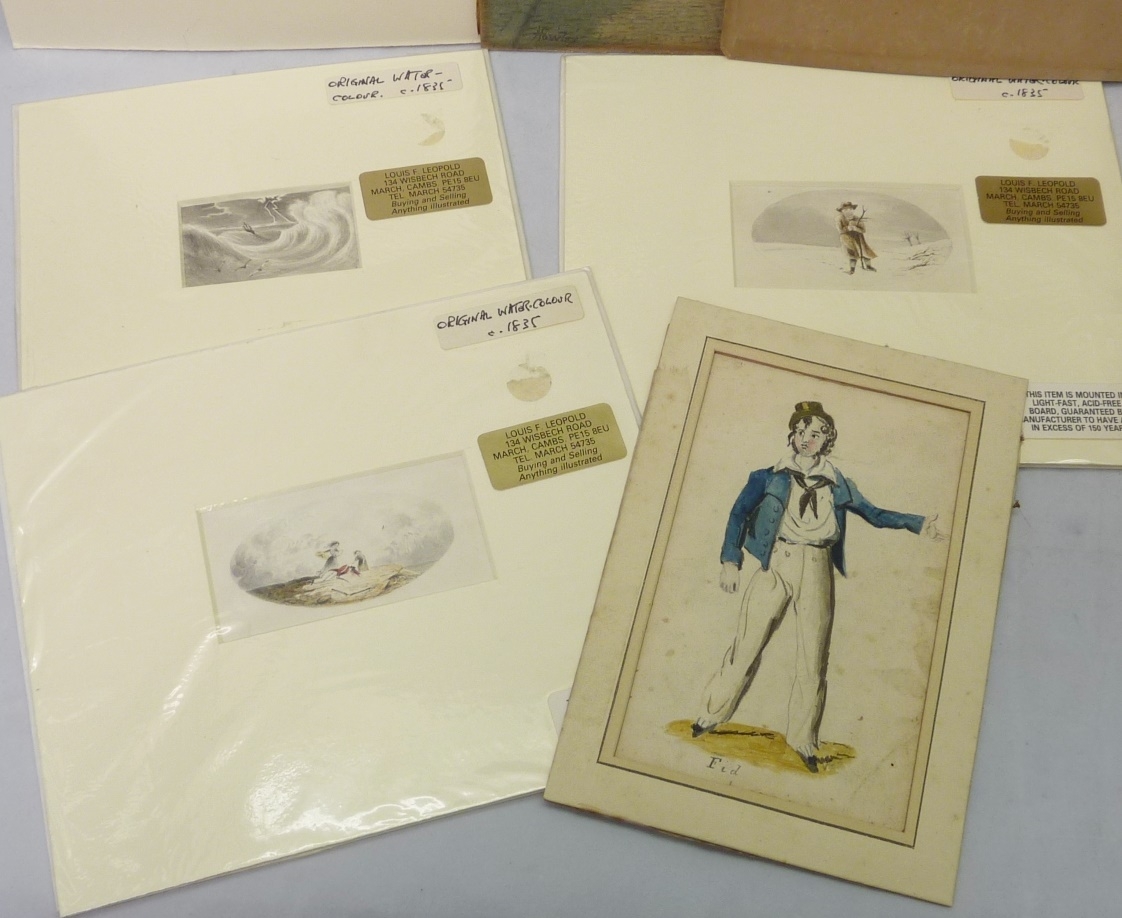 ORIGINAL WATER-
COLOUR. c.1835
LOUIS F. LEOPOLD
134 WISBECH ROAD
MARCH, CAMBS. PE15 8EU
TEL. MARCH 54735
Buying and Selling
Anything illustrated
ORIGINAL WATER-COLOUR
c.1835
LOUIS F. LEOPOLD
134 WISBECH ROAD
MARCH, CAMBS. PE15 8EU
TEL. MARCH 54735
Buying and Selling
Anything illustrated
ORIGINAL WATER-COLOUR
c.1835
LOUIS F. LEOPOLD
134 WISBECH ROAD
MARCH, CAMBS. PE15 8EU
TEL. MARCH 54735
Buying and Selling
Anything illustrated
THIS ITEM IS MOUNTED
LIGHT-FAST, ACID-FREE
BOARD, GUARANTEED
TO HAVE
IN EXCESS OF 150
Fid